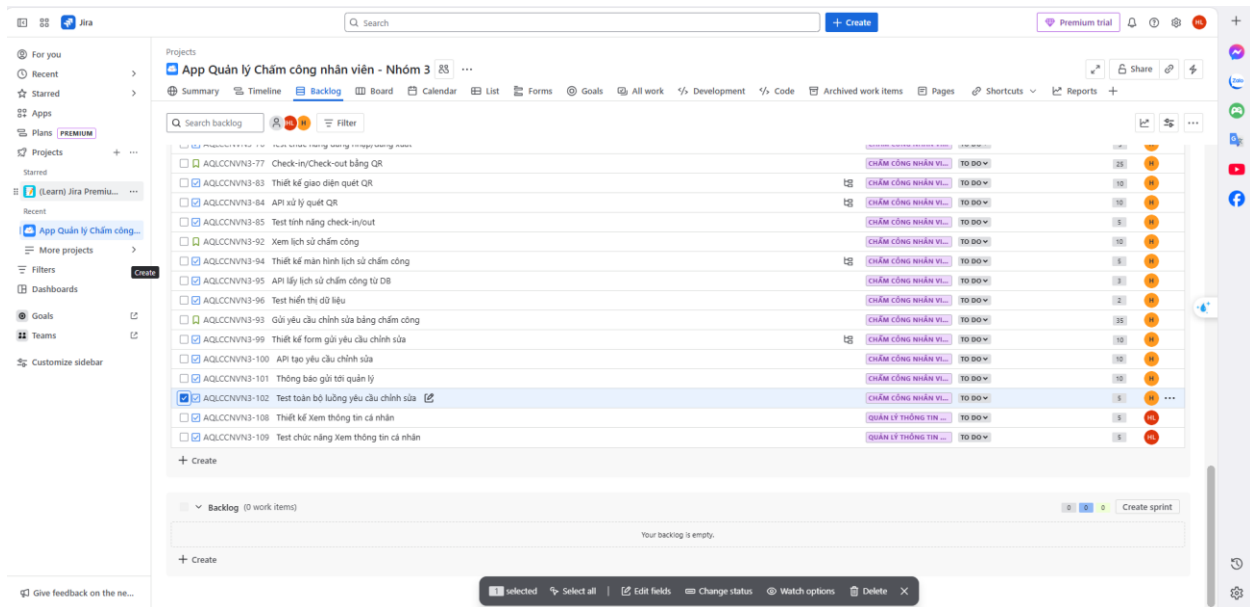 Jira
Search
+ Create
Premium trial
HL
For you
Recent
Starred
Apps
Plans PREMIUM
Projects
Starred
(Learn) Jira Premiu...
Recent
App Quản lý Chấm công...
More projects
Filters
Create
Dashboards
Goals
Teams
Customize sidebar
Give feedback on the ne...
Projects
App Quản lý Chấm công nhân viên - Nhóm 3
Share
Summary Timeline Backlog Board Calendar List Forms Goals All work Development Code Archived work items Pages Shortcuts Reports
Search backlog HL H Filter
AQLCCNVN3-77 Check-in/Check-out bằng QR CHẤM CÔNG NHÂN VI... TO DO 25 H
AQLCCNVN3-83 Thiết kế giao diện quét QR CHẤM CÔNG NHÂN VI... TO DO 10 H
AQLCCNVN3-84 API xử lý quét QR CHẤM CÔNG NHÂN VI... TO DO 10 H
AQLCCNVN3-85 Test tính năng check-in/out CHẤM CÔNG NHÂN VI... TO DO 5 H
AQLCCNVN3-92 Xem lịch sử chấm công CHẤM CÔNG NHÂN VI... TO DO 10 H
AQLCCNVN3-94 Thiết kế màn hình lịch sử chấm công CHẤM CÔNG NHÂN VI... TO DO 5 H
AQLCCNVN3-95 API lấy lịch sử chấm công từ DB CHẤM CÔNG NHÂN VI... TO DO 3 H
AQLCCNVN3-96 Test hiển thị dữ liệu CHẤM CÔNG NHÂN VI... TO DO 2 H
AQLCCNVN3-93 Gửi yêu cầu chỉnh sửa bảng chấm công CHẤM CÔNG NHÂN VI... TO DO 35 H
AQLCCNVN3-99 Thiết kế form gửi yêu cầu chỉnh sửa CHẤM CÔNG NHÂN VI... TO DO 10 H
AQLCCNVN3-100 API tạo yêu cầu chỉnh sửa CHẤM CÔNG NHÂN VI... TO DO 10 H
AQLCCNVN3-101 Thông báo gửi tới quản lý CHẤM CÔNG NHÂN VI... TO DO 10 H
AQLCCNVN3-102 Test toàn bộ luồng yêu cầu chỉnh sửa CHẤM CÔNG NHÂN VI... TO DO 5 H
AQLCCNVN3-108 Thiết kế Xem thông tin cá nhân QUẢN LÝ THÔNG TIN ... TO DO 5 HL
AQLCCNVN3-109 Test chức năng Xem thông tin cá nhân QUẢN LÝ THÔNG TIN ... TO DO 5 HL
+ Create
Backlog (0 work items) 0 0 0 Create sprint
Your backlog is empty.
+ Create
1 selected Select all Edit fields Change status Watch options Delete
Zalo